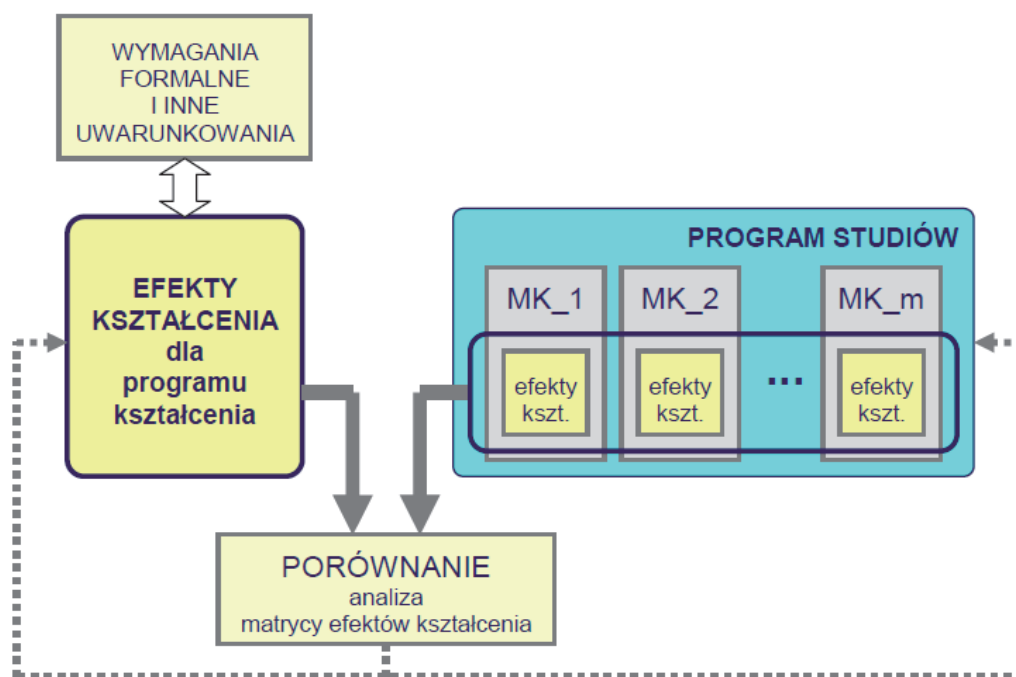 WYMAGANIA
FORMALNE
I INNE
UWARUNKOWANIA
EFEKTY
KSZTAŁCENIA
dla
programu
kształcenia
PROGRAM STUDIÓW
MK_1
MK_2
MK_m
efekty
kszt.
efekty
kszt.
...
efekty
kszt.
PORÓWNANIE
analiza
matrycy efektów kształcenia